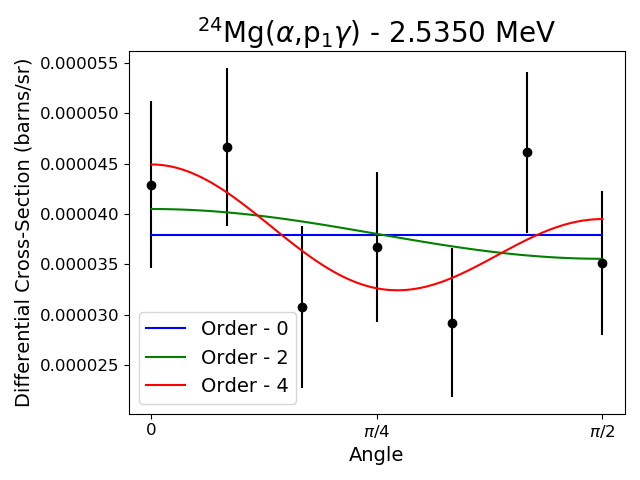 ²⁴Mg(α,p₁γ) - 2.5350 MeV
Differential Cross-Section (barns/sr)
0.000055
0.000050
0.000045
0.000040
0.000035
0.000030
0.000025
Order - 0
Order - 2
Order - 4
0 π/4 π/2
Angle